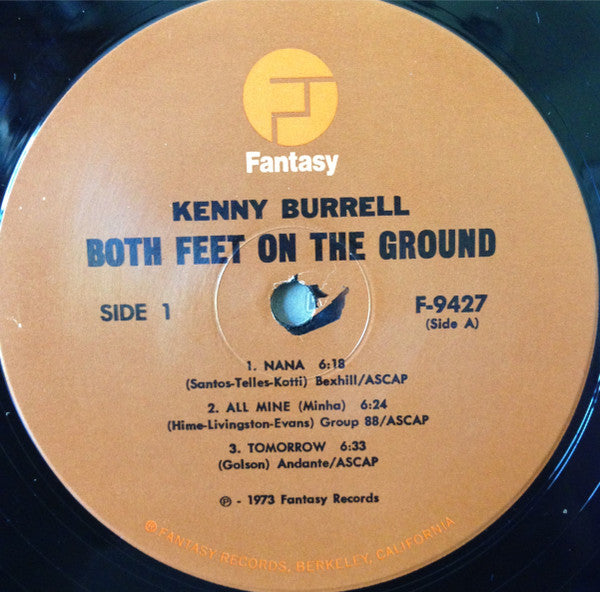 Fantasy
KENNY BURRELL
BOTH FEET ON THE GROUND
SIDE 1
F-9427
(Side A)
1. NANA 6:18
(Santos-Telles-Kotti) Bexhill/ASCAP
2. ALL MINE (Minha) 6:24
(Hime-Livingston-Evans) Group 88/ASCAP
3. TOMORROW 6:33
(Golson) Andante/ASCAP
℗ - 1973 Fantasy Records
® FANTASY RECORDS, BERKELEY, CALIFORNIA